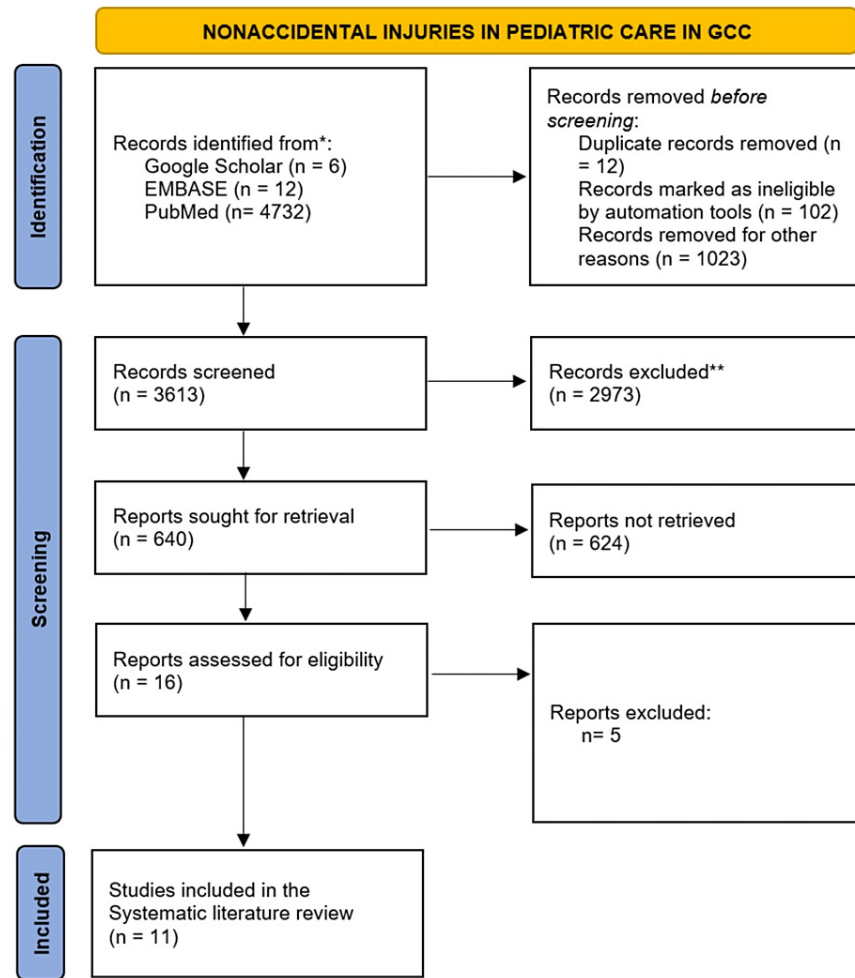 NONACCIDENTAL INJURIES IN PEDIATRIC CARE IN GCC
Identification
Records identified from*:
Google Scholar (n = 6)
EMBASE (n = 12)
PubMed (n= 4732)
Records removed before
screening:
Duplicate records removed (n
= 12)
Records marked as ineligible
by automation tools (n = 102)
Records removed for other
reasons (n = 1023)
Screening
Records screened
(n = 3613)
Records excluded**
(n = 2973)
Reports sought for retrieval
(n = 640)
Reports not retrieved
(n = 624)
Reports assessed for eligibility
(n = 16)
Reports excluded:
n= 5
Included
Studies included in the
Systematic literature review
(n = 11)